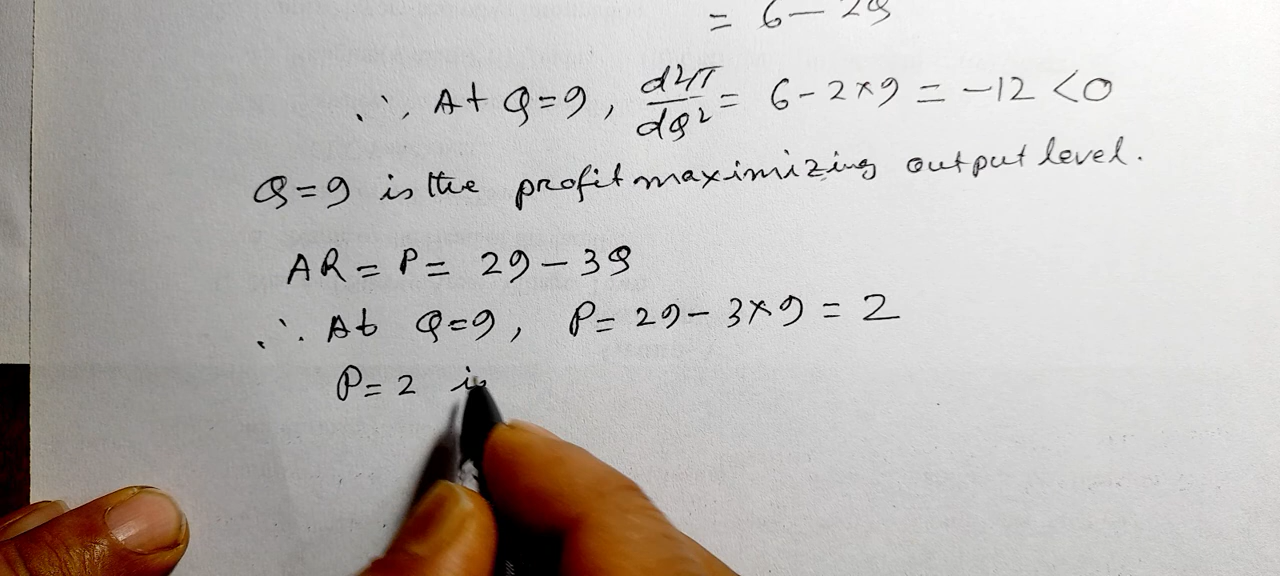 = 6 - 2Q
∴ At Q = 9, d²π/dQ² = 6 - 2×9 = -12 < 0
Q = 9 is the profit maximizing output level.
AR = P = 29 - 3Q
∴ At Q = 9, P = 29 - 3×9 = 2
P = 2 is